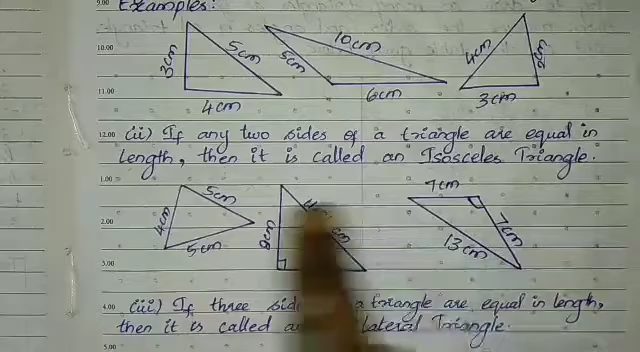 9.00 Examples:
10.00 3cm 5cm 4cm
10cm 5cm 6cm
4cm 2cm 3cm
11.00
12.00 (ii) If any two sides of a triangle are equal in
length, then it is called an Isosceles Triangle.
1.00 5cm 4cm 5cm
2.00 cm
7cm 7cm 13cm
3.00
4.00 (iii) If three a triangle are equal in length,
then it is called lateral Triangle.
5.00